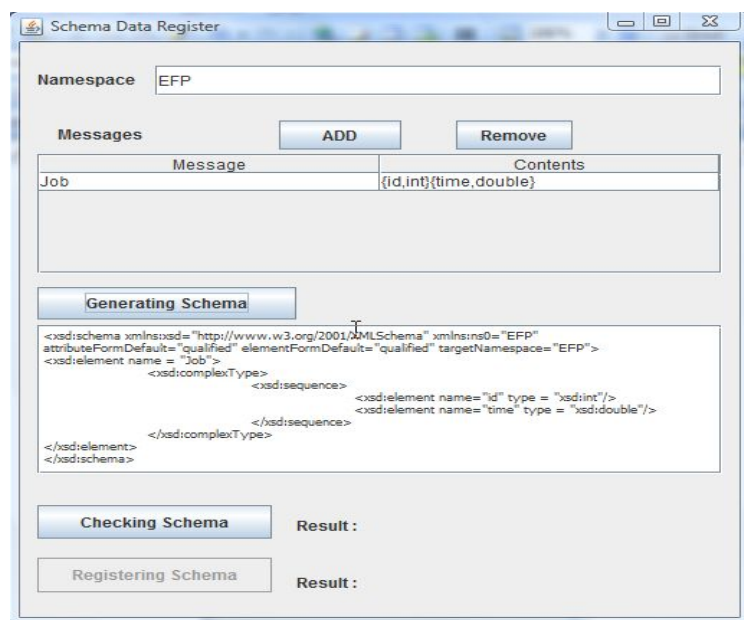 Schema Data Register
Namespace EFP
Messages ADD Remove
Message Contents
Job {id,int}{time,double}
Generating Schema
<xsd:schema xmlns:xsd="http://www.w3.org/2001/XMLSchema" xmlns:ns0="EFP"
attributeFormDefault="qualified" elementFormDefault="qualified" targetNamespace="EFP">
<xsd:element name = "Job">
<xsd:complexType>
<xsd:sequence>
<xsd:element name="id" type = "xsd:int"/>
<xsd:element name="time" type = "xsd:double"/>
</xsd:sequence>
</xsd:complexType>
</xsd:element>
</xsd:schema>
Checking Schema Result :
Registering Schema Result :